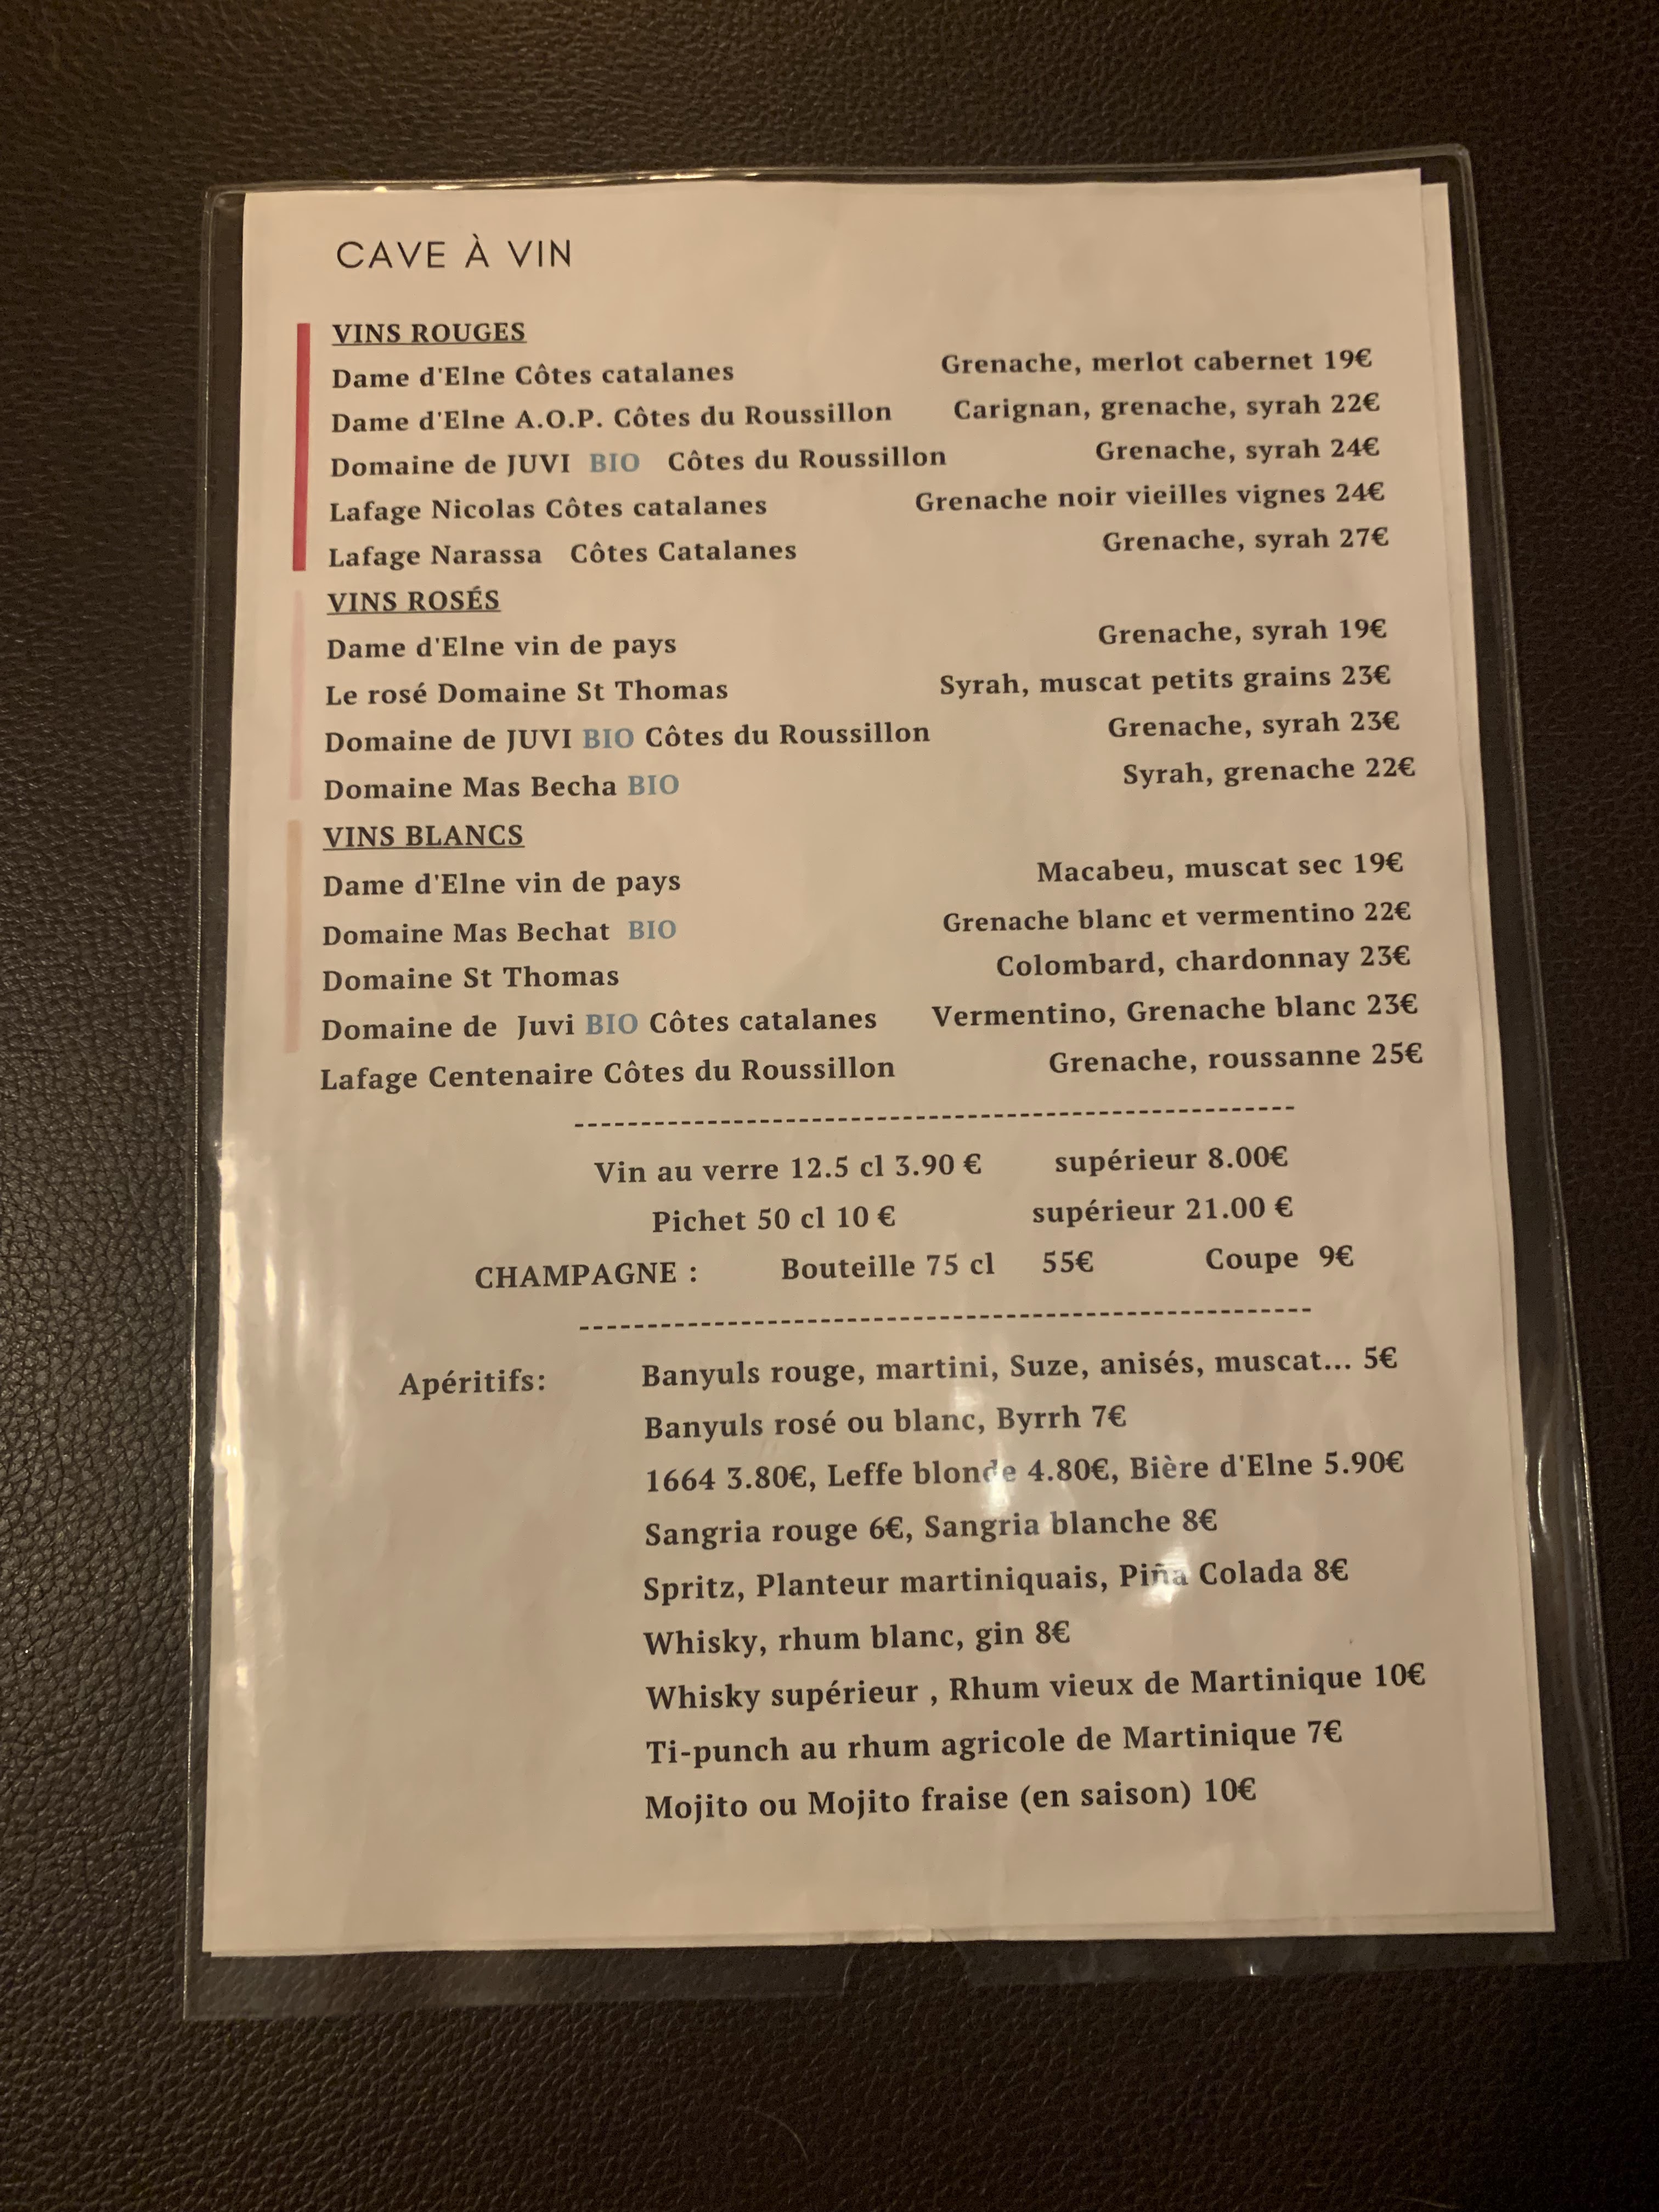 CAVE À VIN
VINS ROUGES
Dame d'Elne Côtes catalanes Grenache, merlot cabernet 19€
Dame d'Elne A.O.P. Côtes du Roussillon Carignan, grenache, syrah 22€
Domaine de JUVI BIO Côtes du Roussillon Grenache, syrah 24€
Lafage Nicolas Côtes catalanes Grenache noir vieilles vignes 24€
Lafage Narassa Côtes Catalanes Grenache, syrah 27€
VINS ROSÉS
Dame d'Elne vin de pays Grenache, syrah 19€
Le rosé Domaine St Thomas Syrah, muscat petits grains 23€
Domaine de JUVI BIO Côtes du Roussillon Grenache, syrah 23€
Domaine Mas Becha BIO Syrah, grenache 22€
VINS BLANCS
Dame d'Elne vin de pays Macabeu, muscat sec 19€
Domaine Mas Bechat BIO Grenache blanc et vermentino 22€
Domaine St Thomas Colombard, chardonnay 23€
Domaine de Juvi BIO Côtes catalanes Vermentino, Grenache blanc 23€
Lafage Centenaire Côtes du Roussillon Grenache, roussanne 25€
------------------------------------------------------
Vin au verre 12.5 cl 3.90 € supérieur 8.00€
Pichet 50 cl 10 € supérieur 21.00 €
CHAMPAGNE : Bouteille 75 cl 55€ Coupe 9€
------------------------------------------------------
Apéritifs: Banyuls rouge, martini, Suze, anisés, muscat... 5€
Banyuls rosé ou blanc, Byrrh 7€
1664 3.80€, Leffe blonde 4.80€, Bière d'Elne 5.90€
Sangria rouge 6€, Sangria blanche 8€
Spritz, Planteur martiniquais, Piña Colada 8€
Whisky, rhum blanc, gin 8€
Whisky supérieur , Rhum vieux de Martinique 10€
Ti-punch au rhum agricole de Martinique 7€
Mojito ou Mojito fraise (en saison) 10€